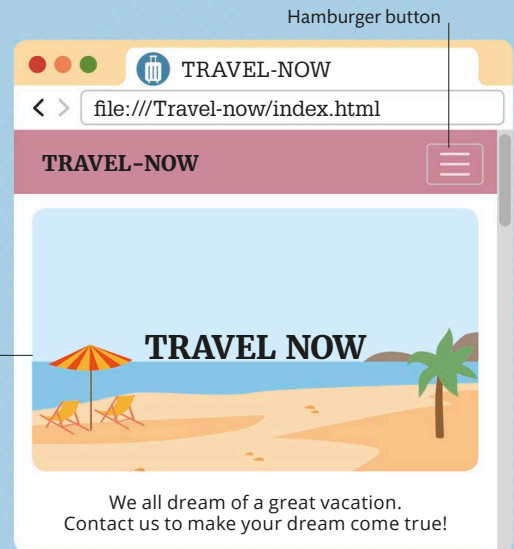 Hamburger button
TRAVEL-NOW
file:///Travel-now/index.html
TRAVEL-NOW
TRAVEL NOW
We all dream of a great vacation.
Contact us to make your dream come true!